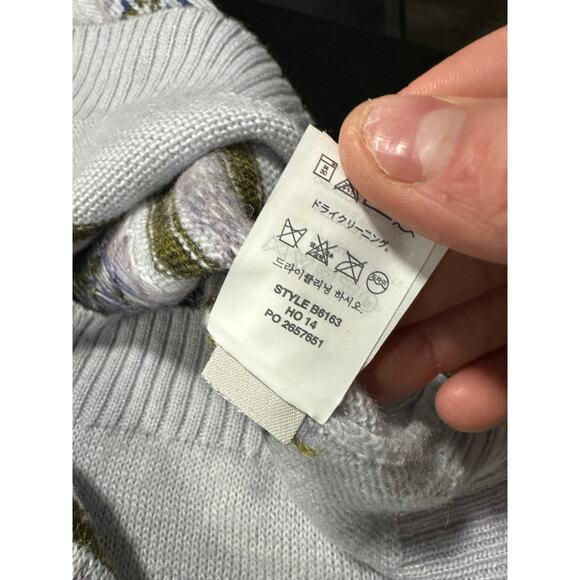 ドライクリーニング。
드라이클리닝 하시오.
STYLE B6163
HO 14
PO 2657651